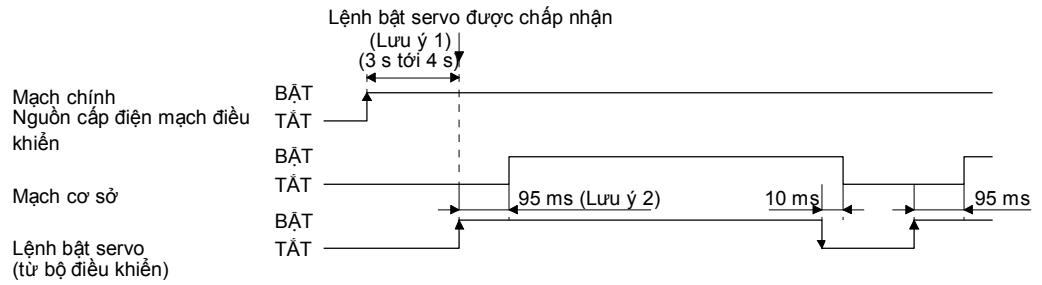 Lệnh bật servo được chấp nhận
(Lưu ý 1)
(3 s tới 4 s)
Mạch chính
Nguồn cấp điện mạch điều
khiển
BẬT
TẮT
BẬT
TẮT
Mạch cơ sở
95 ms (Lưu ý 2)
10 ms
95 ms
BẬT
TẮT
Lệnh bật servo
(từ bộ điều khiển)